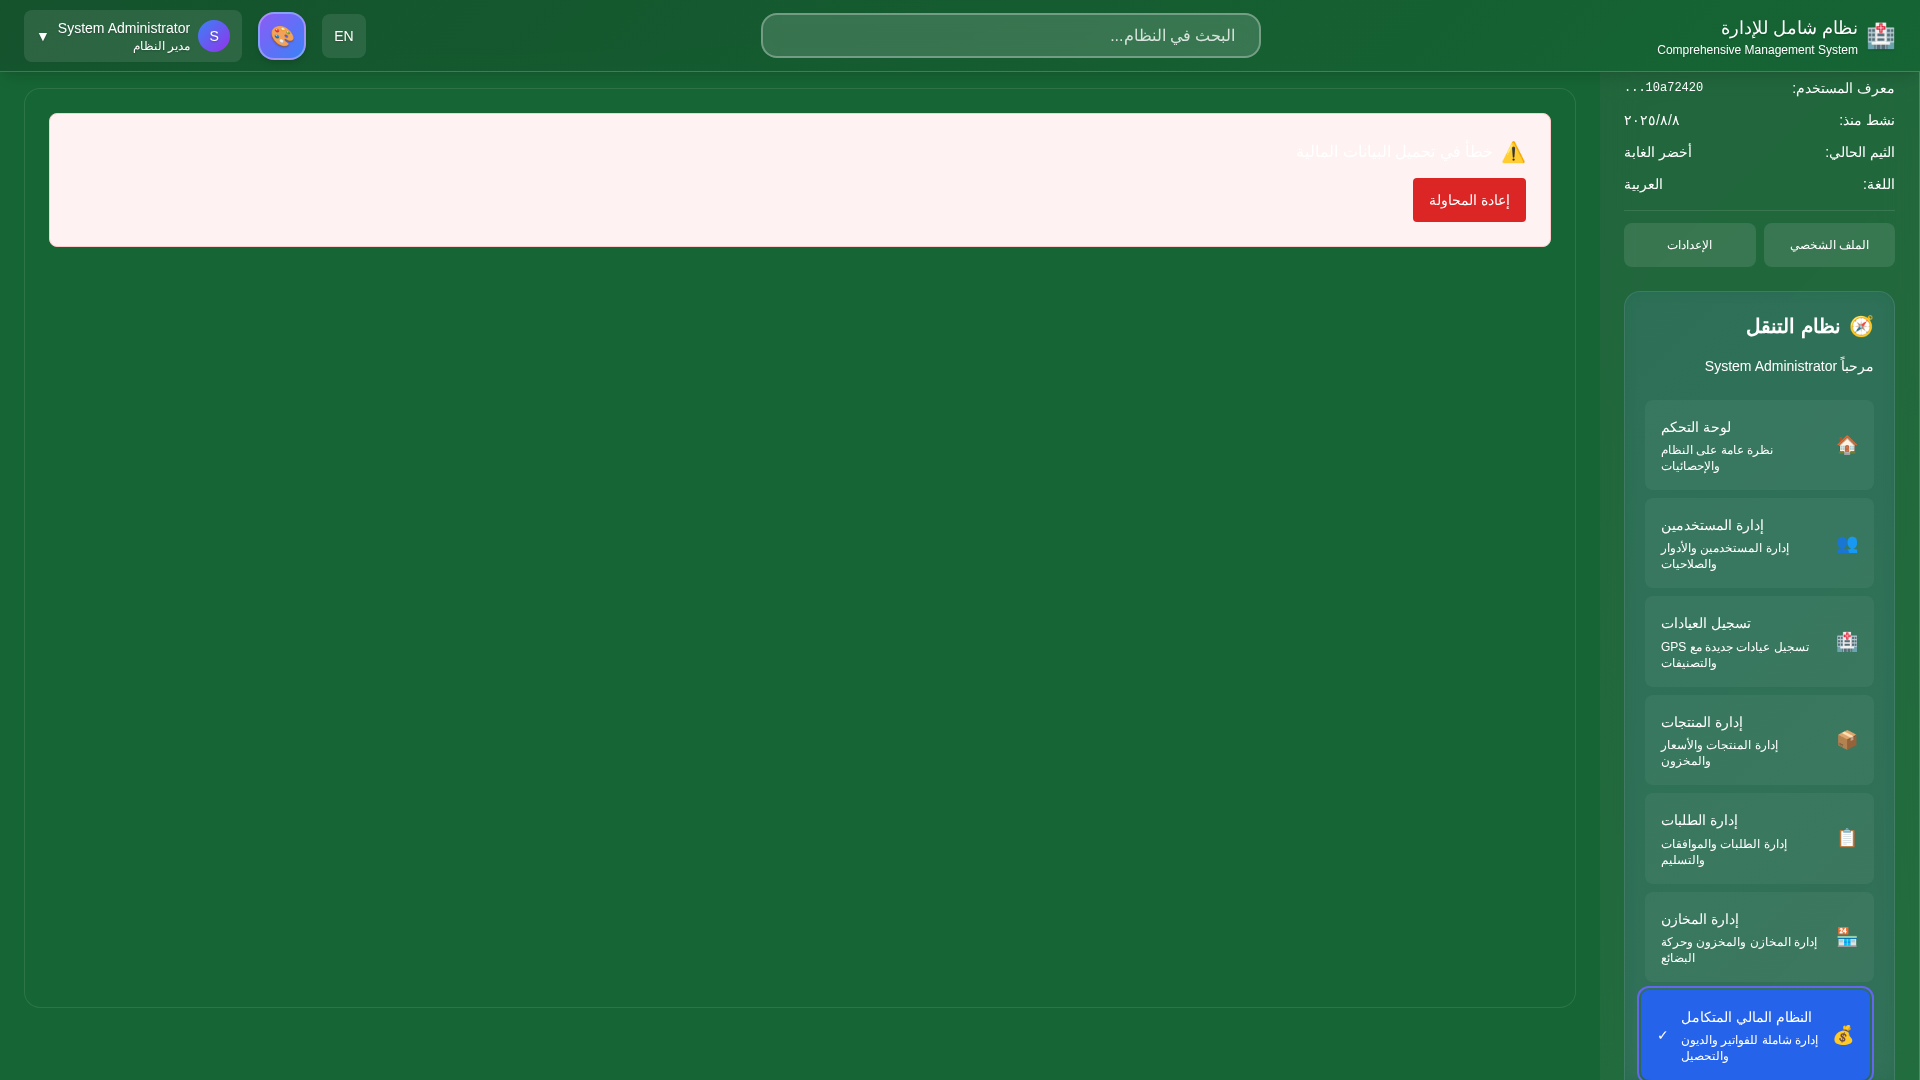 نظام شامل للإدارة
Comprehensive Management System
البحث في النظام...
EN
S
System Administrator
مدير النظام
▼
معرف المستخدم:
10a72420...
نشط منذ:
٢٠٢٥/٨/٨
الثيم الحالي:
أخضر الغابة
اللغة:
العربية
الملف الشخصي
الإعدادات
نظام التنقل
مرحباً System Administrator
لوحة التحكم
نظرة عامة على النظام
والإحصائيات
إدارة المستخدمين
إدارة المستخدمين والأدوار
والصلاحيات
تسجيل العيادات
تسجيل عيادات جديدة مع GPS
والتصنيفات
إدارة المنتجات
إدارة المنتجات والأسعار
والمخزون
إدارة الطلبات
إدارة الطلبات والموافقات
والتسليم
إدارة المخازن
إدارة المخازن والمخزون وحركة
البضائع
النظام المالي المتكامل
إدارة شاملة للفواتير والديون
والتحصيل
✓
خطأ في تحميل البيانات المالية
إعادة المحاولة